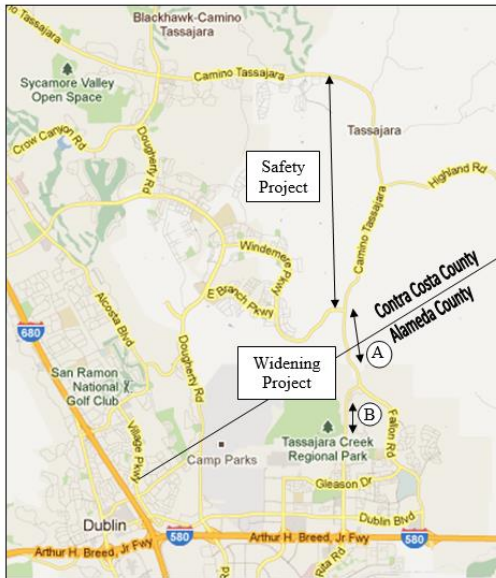 Blackhawk-Camino
Tassajara
no Tassajara
Sycamore Valley
Open Space
Camino Tassajara
Crow Canyon Rd
Dougherty Rd
Tassajara
Safety
Project
Highland Rd
Camino Tassajara
Windemere Pkwy
E Branch Pkwy
Contra Costa County
Alameda County
680
Alcosta Blvd
A
Widening
Project
San Ramon
National
Golf Club
Dougherty Rd
B
Tassajara Creek
Regional Park
Fallon Rd
Village Pkwy
Camp Parks
Gleason Dr
Dublin
Dublin Blvd
580
580
Arthur H. Breed, Jr Fwy
Arthur H. Breed, Jr Fwy